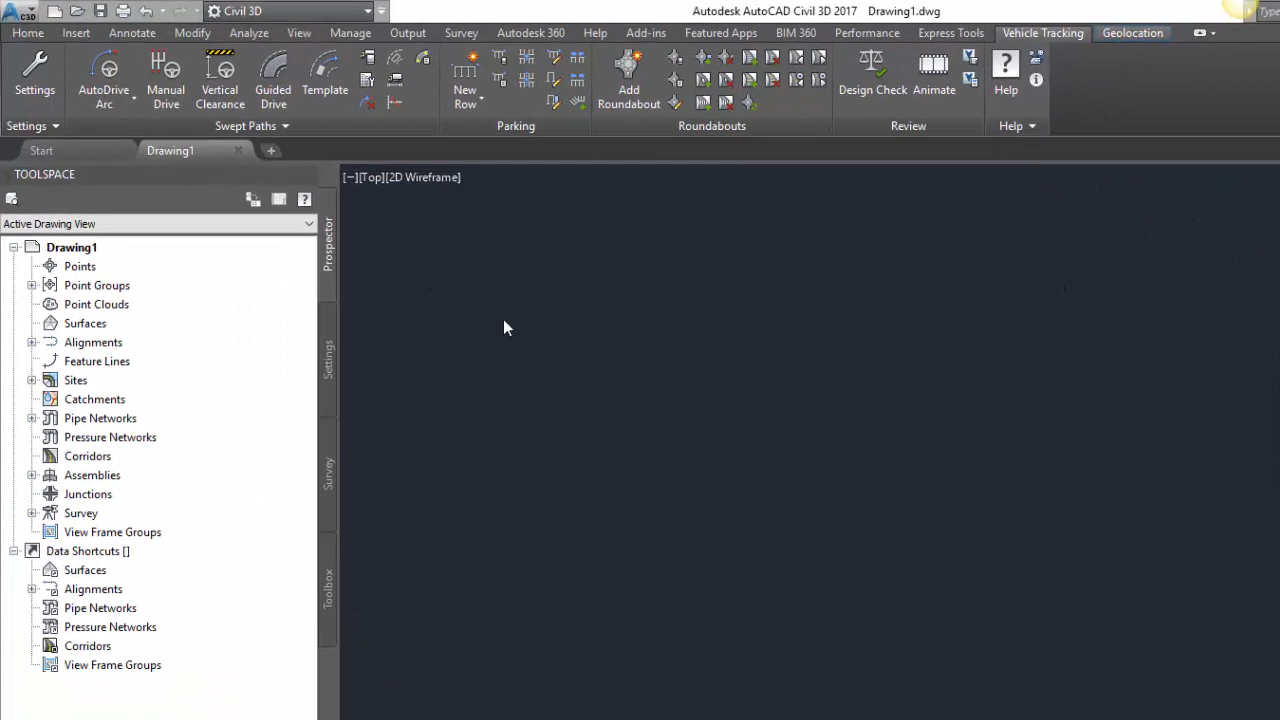 A C3D Civil 3D Autodesk AutoCAD Civil 3D 2017 Drawing1.dwg Type
Home Insert Annotate Modify Analyze View Manage Output Survey Autodesk 360 Help Add-ins Featured Apps BIM 360 Performance Express Tools Vehicle Tracking Geolocation
Settings AutoDrive Arc Manual Drive Vertical Clearance Guided Drive Template New Row Add Roundabout Design Check Animate Help
Settings Swept Paths Parking Roundabouts Review Help
Start Drawing1
TOOLSPACE
[−][Top][2D Wireframe]
Active Drawing View
Drawing1
Points
Point Groups
Point Clouds
Surfaces
Alignments
Feature Lines
Sites
Catchments
Pipe Networks
Pressure Networks
Corridors
Assemblies
Junctions
Survey
View Frame Groups
Data Shortcuts []
Surfaces
Alignments
Pipe Networks
Pressure Networks
Corridors
View Frame Groups
Prospector
Settings
Survey
Toolbox